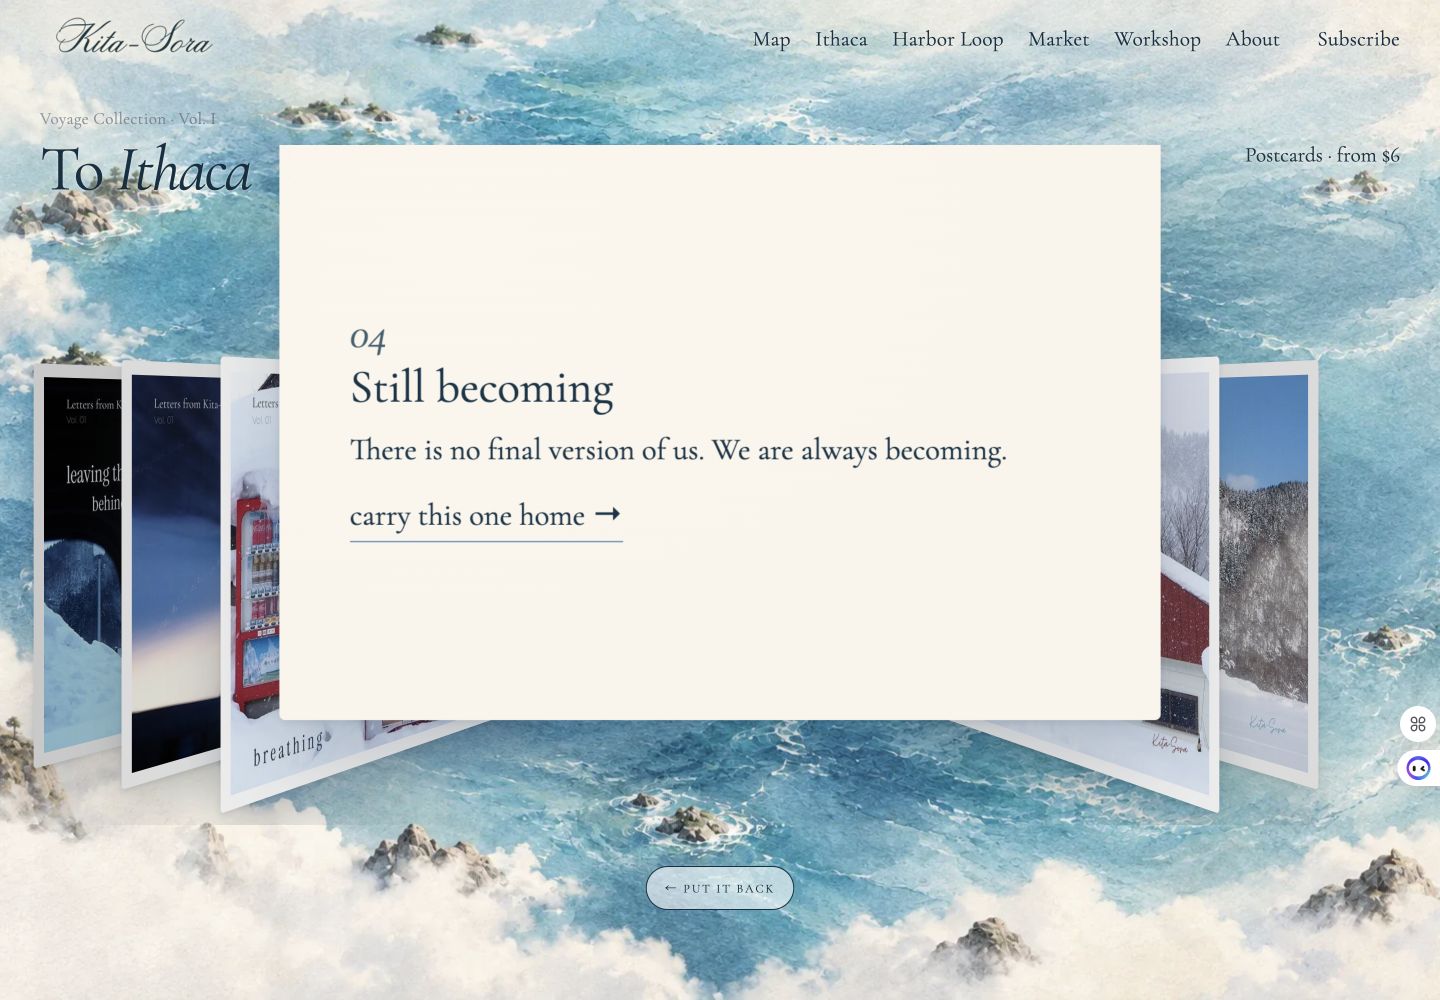 Kita-Sora
Map
Ithaca
Harbor Loop
Market
Workshop
About
Subscribe
Voyage Collection · Vol. I
To Ithaca
Postcards · from $6
04
Still becoming
There is no final version of us. We are always becoming.
carry this one home →
Letters from K
Vol. 01
leaving th
behin
Letters from Kita-
Vol. 01
Letters
Vol. 01
breathing
Kita Sora
Kita Sora
← PUT IT BACK